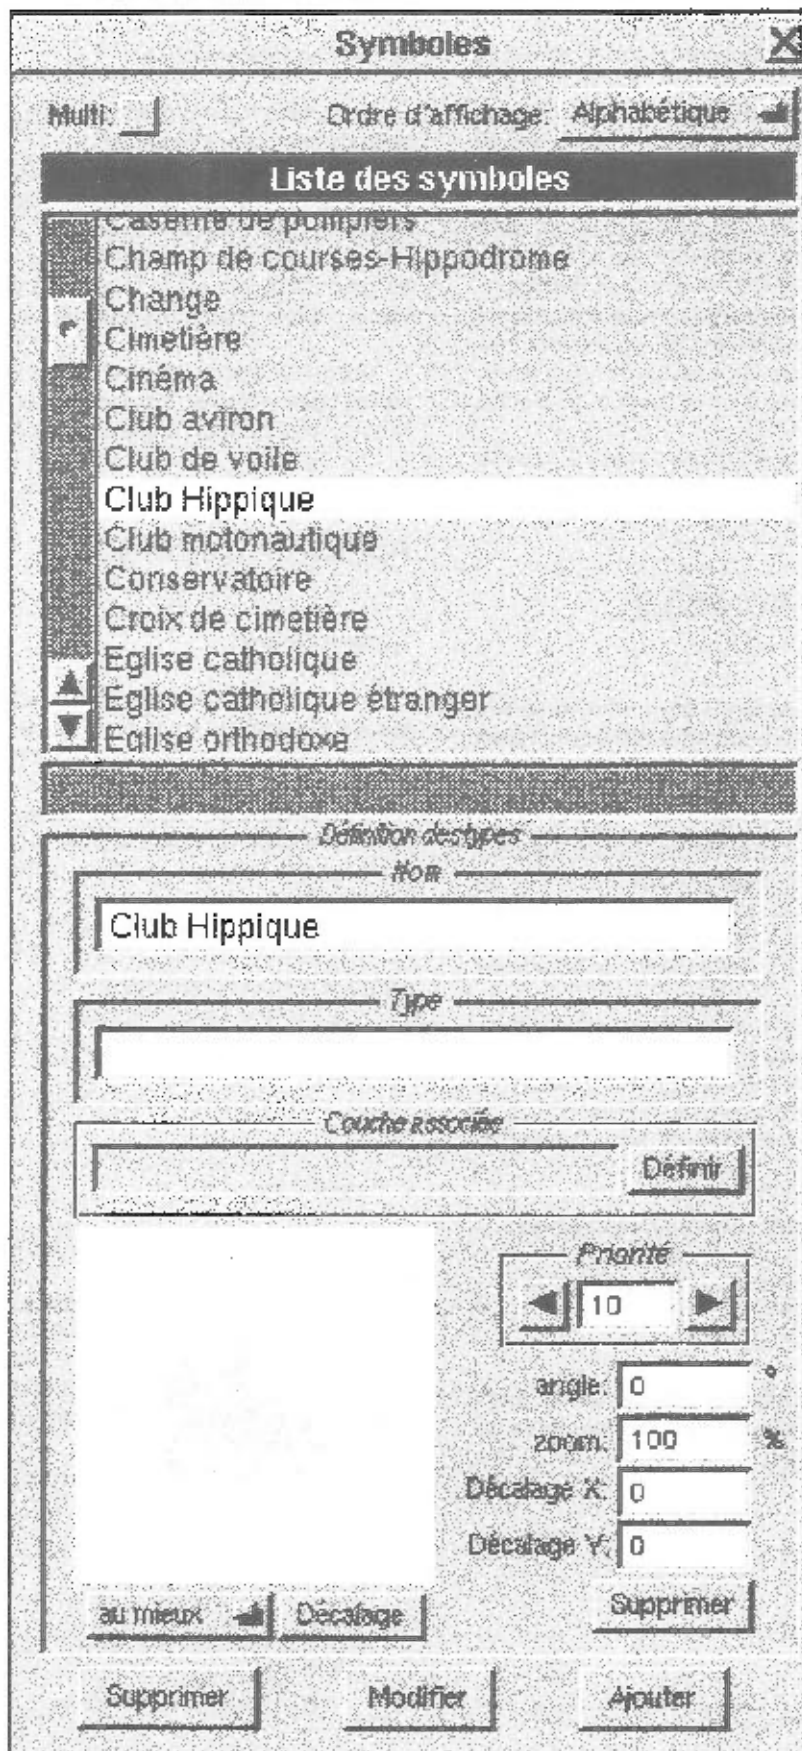 Symboles
Multi: Ordre d'affichage: Alphabétique
Liste des symboles
Caserne de pompiers
Champ de courses-Hippodrome
Change
Cimetière
Cinéma
Club aviron
Club de voile
Club Hippique
Club motonautique
Conservatoire
Croix de cimetière
Eglise catholique
Eglise catholique étranger
Eglise orthodoxe
Définition des types
Nom
Club Hippique
Type
Couche associée
Définir
Priorité
10
angle: 0 °
zoom: 100 %
Décalage X: 0
Décalage Y: 0
au mieux Décalage Supprimer
Supprimer Modifier Ajouter